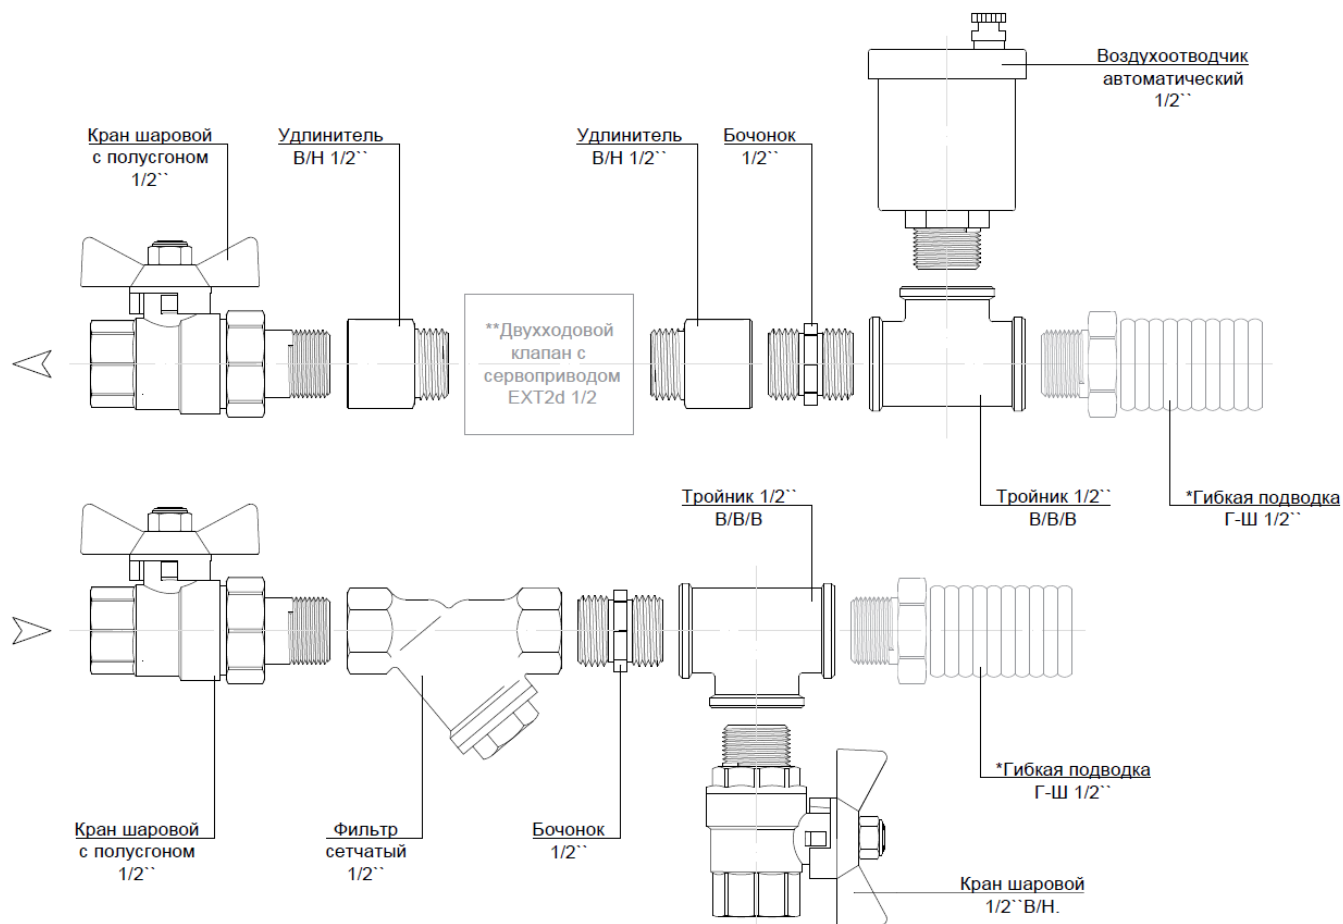 Воздухоотводчик
автоматический
1/2``
Кран шаровой
с полусгоном
1/2``
Удлинитель
В/Н 1/2``
Удлинитель
В/Н 1/2``
Бочонок
1/2``
**Двухходовой
клапан с
сервоприводом
EXT2d 1/2
Тройник 1/2``
В/В/В
Тройник 1/2``
В/В/В
*Гибкая подводка
Г-Ш 1/2``
*Гибкая подводка
Г-Ш 1/2``
Кран шаровой
с полусгоном
1/2``
Фильтр
сетчатый
1/2``
Бочонок
1/2``
Кран шаровой
1/2``В/Н.